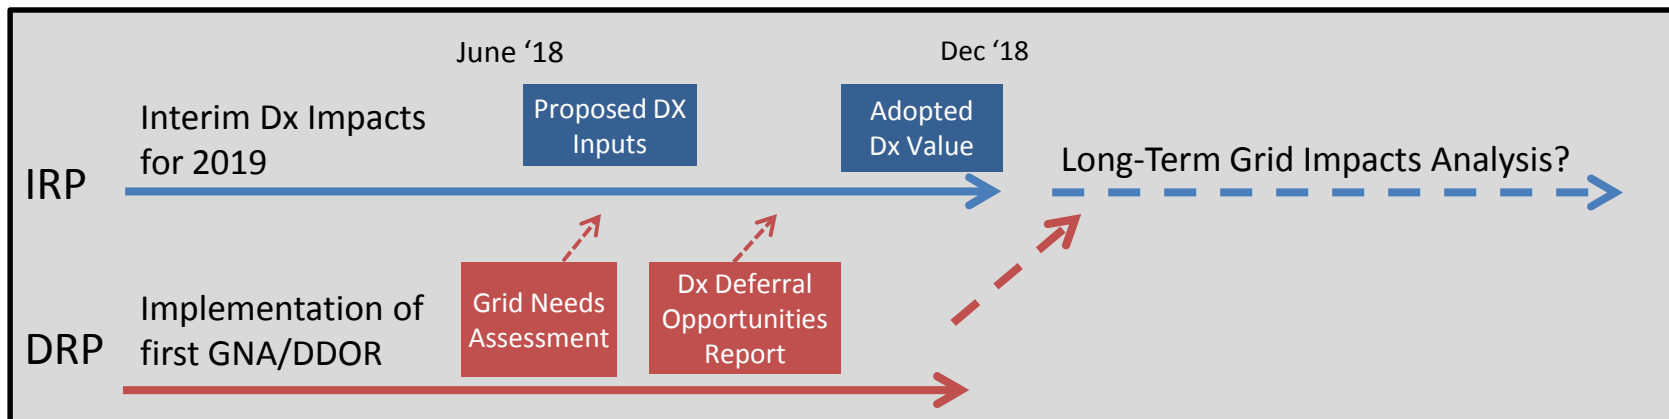 June ‘18
Dec ‘18
Interim Dx Impacts
for 2019
Proposed DX
Inputs
Adopted
Dx Value
Long-Term Grid Impacts Analysis?
IRP
Implementation of
first GNA/DDOR
Grid Needs
Assessment
Dx Deferral
Opportunities
Report
DRP